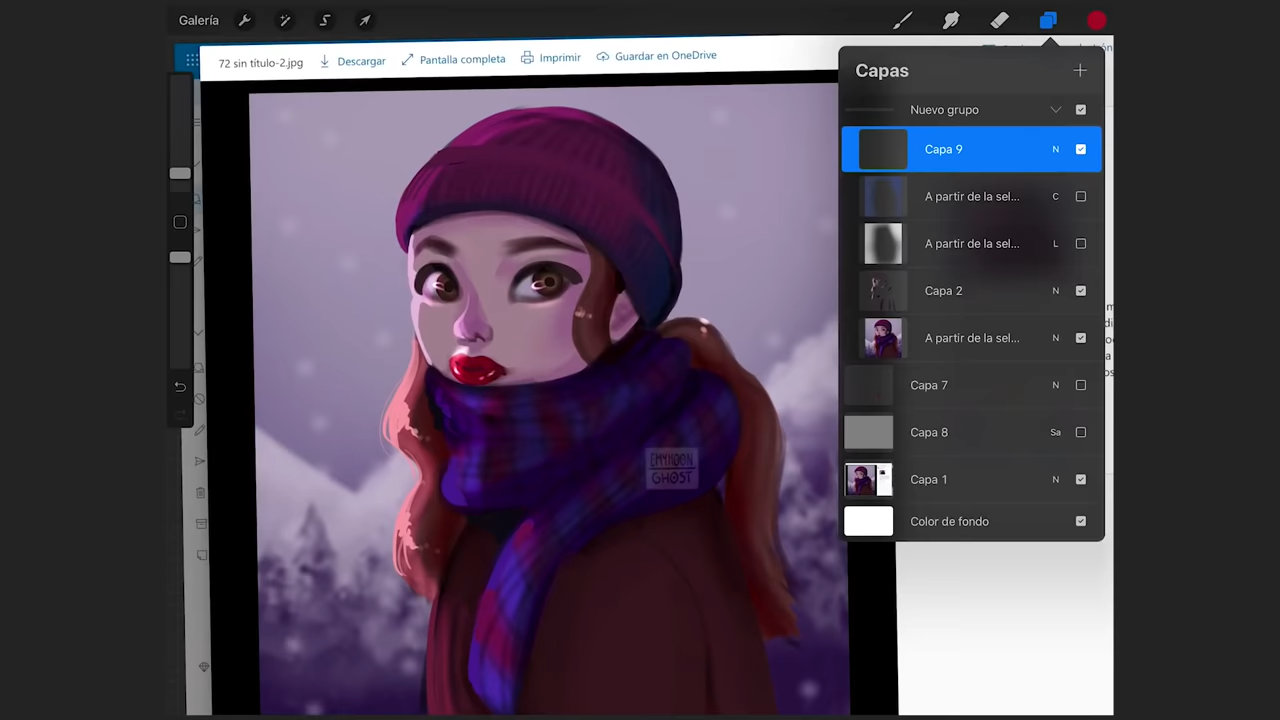 Galería
72 sin titulo-2.jpg
Descargar
Pantalla completa
Imprimir
Guardar en OneDrive
Capas
Nuevo grupo
Capa 9 N
A partir de la sel... C
A partir de la sel... L
Capa 2 N
A partir de la sel... N
Capa 7 N
Capa 8 Sa
Capa 1 N
Color de fondo
EMYMOON
GHOST